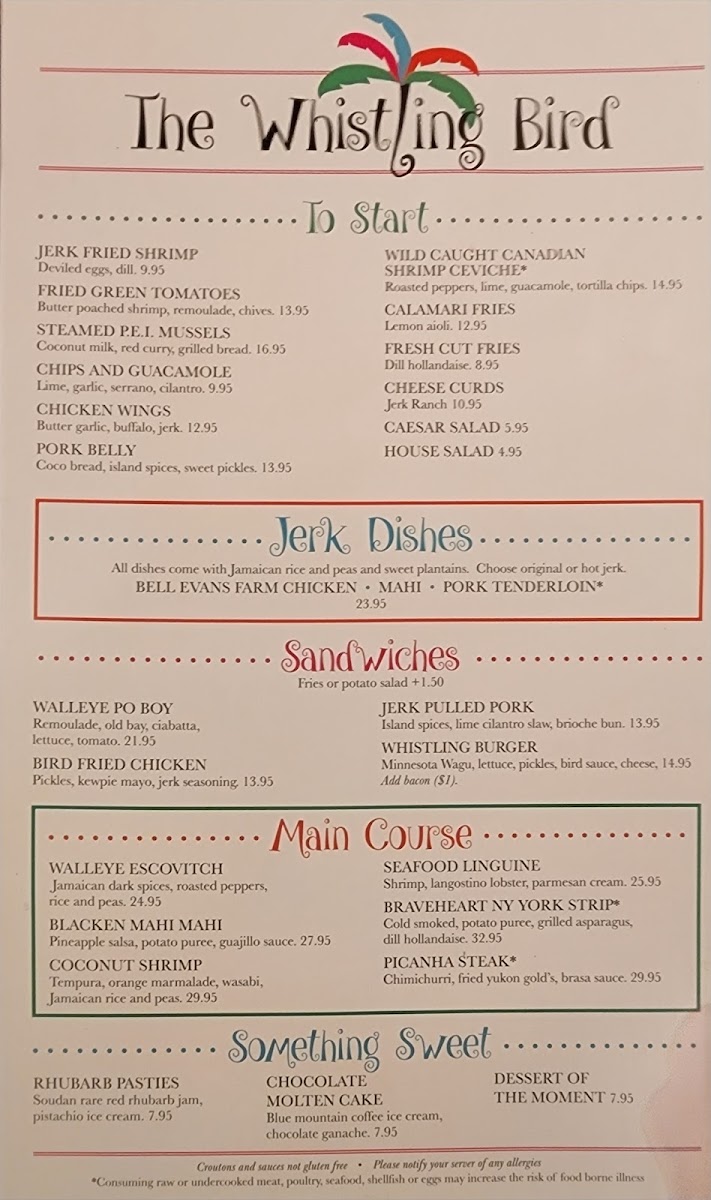 The Whistling Bird
To Start
JERK FRIED SHRIMP
Deviled eggs, dill. 9.95
FRIED GREEN TOMATOES
Butter poached shrimp, remoulade, chives. 13.95
STEAMED P.E.I. MUSSELS
Coconut milk, red curry, grilled bread. 16.95
CHIPS AND GUACAMOLE
Lime, garlic, serrano, cilantro. 9.95
CHICKEN WINGS
Butter garlic, buffalo, jerk. 12.95
PORK BELLY
Coco bread, island spices, sweet pickles. 13.95
WILD CAUGHT CANADIAN
SHRIMP CEVICHE*
Roasted peppers, lime, guacamole, tortilla chips. 14.95
CALAMARI FRIES
Lemon aioli. 12.95
FRESH CUT FRIES
Dill hollandaise. 8.95
CHEESE CURDS
Jerk Ranch 10.95
CAESAR SALAD 5.95
HOUSE SALAD 4.95
Jerk Dishes
All dishes come with Jamaican rice and peas and sweet plantains. Choose original or hot jerk.
BELL EVANS FARM CHICKEN • MAHI • PORK TENDERLOIN*
23.95
Sandwiches
Fries or potato salad +1.50
WALLEYE PO BOY
Remoulade, old bay, ciabatta,
lettuce, tomato. 21.95
BIRD FRIED CHICKEN
Pickles, kewpie mayo, jerk seasoning. 13.95
JERK PULLED PORK
Island spices, lime cilantro slaw, brioche bun. 13.95
WHISTLING BURGER
Minnesota Wagu, lettuce, pickles, bird sauce, cheese, 14.95
Add bacon ($1).
Main Course
WALLEYE ESCOVITCH
Jamaican dark spices, roasted peppers,
rice and peas. 24.95
BLACKEN MAHI MAHI
Pineapple salsa, potato puree, guajillo sauce. 27.95
COCONUT SHRIMP
Tempura, orange marmalade, wasabi,
Jamaican rice and peas. 29.95
SEAFOOD LINGUINE
Shrimp, langostino lobster, parmesan cream. 25.95
BRAVEHEART NY YORK STRIP*
Cold smoked, potato puree, grilled asparagus,
dill hollandaise. 32.95
PICANHA STEAK*
Chimichurri, fried yukon gold's, brasa sauce. 29.95
Something Sweet
RHUBARB PASTIES
Soudan rare red rhubarb jam,
pistachio ice cream. 7.95
CHOCOLATE
MOLTEN CAKE
Blue mountain coffee ice cream,
chocolate ganache. 7.95
DESSERT OF
THE MOMENT 7.95
Croutons and sauces not gluten free • Please notify your server of any allergies
*Consuming raw or undercooked meat, poultry, seafood, shellfish or eggs may increase the risk of food borne illness